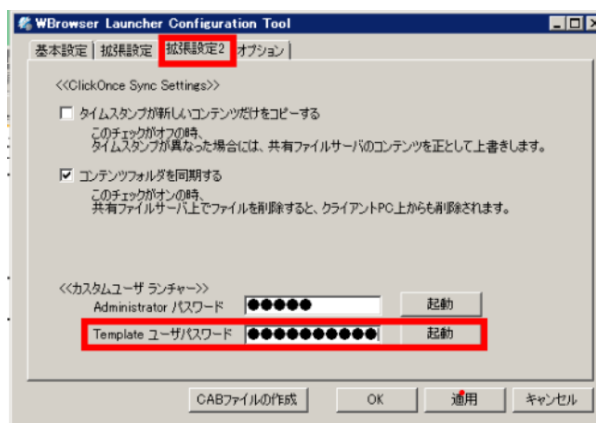 WBrowser Launcher Configuration Tool
基本設定 拡張設定 拡張設定2 オプション
<<ClickOnce Sync Settings>>
タイムスタンプが新しいコンテンツだけをコピーする
このチェックがオフの時、
タイムスタンプが異なった場合には、共有ファイルサーバのコンテンツを正として上書きします。
コンテンツフォルダを同期する
このチェックがオンの時、
共有ファイルサーバ上でファイルを削除すると、クライアントPC上からも削除されます。
<<カスタムユーザ ランチャー>>
Administrator パスワード ●●●●● 起動
Template ユーザパスワード ●●●●●●●●●● 起動
CABファイルの作成 OK 適用 キャンセル